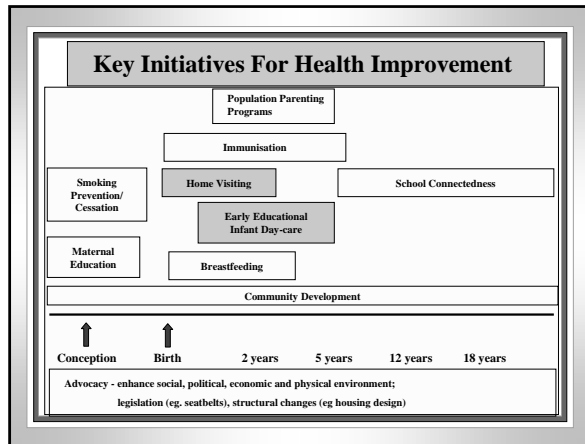 Key Initiatives For Health Improvement
Population Parenting
Programs
Immunisation
Smoking
Prevention/
Cessation
Home Visiting
School Connectedness
Early Educational
Infant Day-care
Maternal
Education
Breastfeeding
Community Development
Conception
Birth
2 years
5 years
12 years
18 years
Advocacy - enhance social, political, economic and physical environment;
legislation (eg. seatbelts), structural changes (eg housing design)